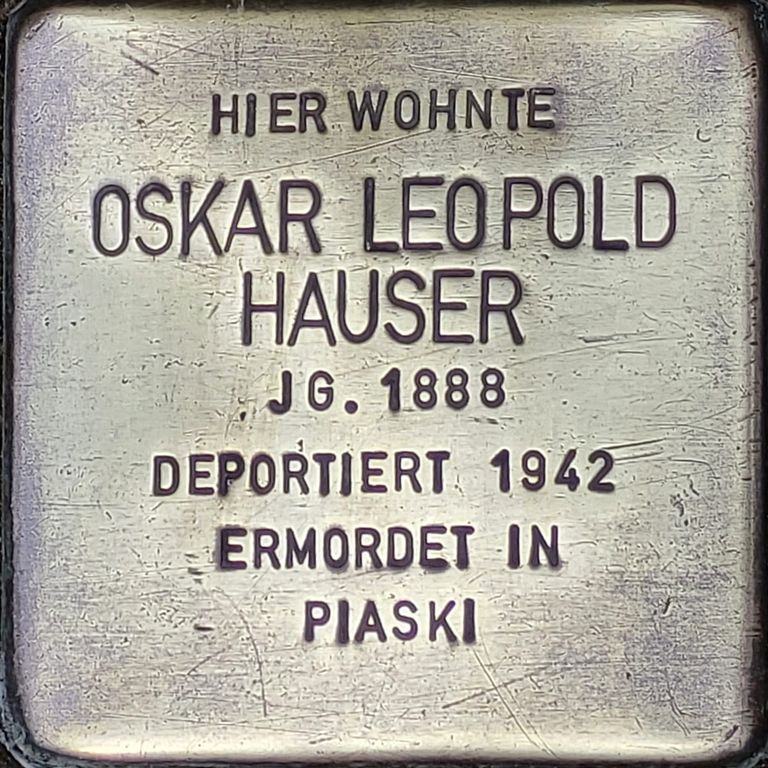 HIER WOHNTE
OSKAR LEOPOLD
HAUSER
JG. 1888
DEPORTIERT 1942
ERMORDET IN
PIASKI